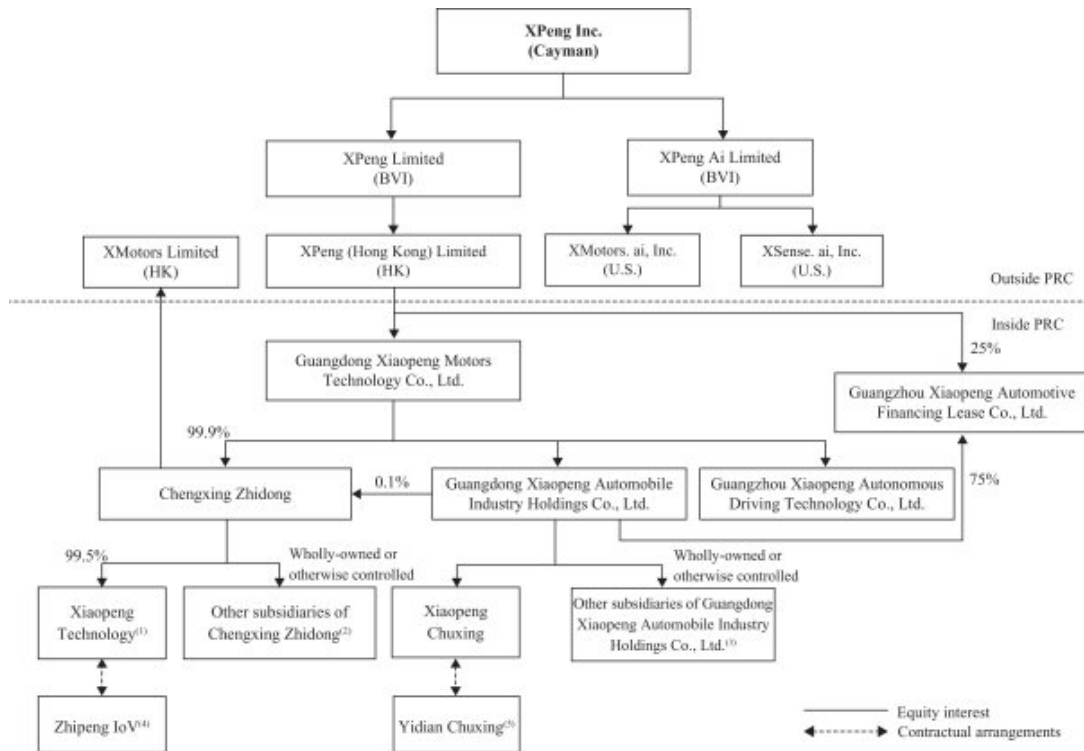 XPeng Inc.
(Cayman)
XPeng Limited
(BVI)
XPeng Ai Limited
(BVI)
XMotors Limited
(HK)
XPeng (Hong Kong) Limited
(HK)
XMotors. ai, Inc.
(U.S.)
XSense. ai, Inc.
(U.S.)
Outside PRC
Inside PRC
Guangdong Xiaopeng Motors
Technology Co., Ltd.
25%
Guangzhou Xiaopeng Automotive
Financing Lease Co., Ltd.
99.9%
75%
Chengxing Zhidong
0.1%
Guangdong Xiaopeng Automobile
Industry Holdings Co., Ltd.
Guangzhou Xiaopeng Autonomous
Driving Technology Co., Ltd.
99.5%
Wholly-owned or
otherwise controlled
Wholly-owned or
otherwise controlled
Xiaopeng
Technology(1)
Other subsidiaries of
Chengxing Zhidong(2)
Xiaopeng
Chuxing
Other subsidiaries of Guangdong
Xiaopeng Automobile Industry
Holdings Co., Ltd.(3)
Zhipeng IoV(4)
Yidian Chuxing(5)
Equity interest
Contractual arrangements